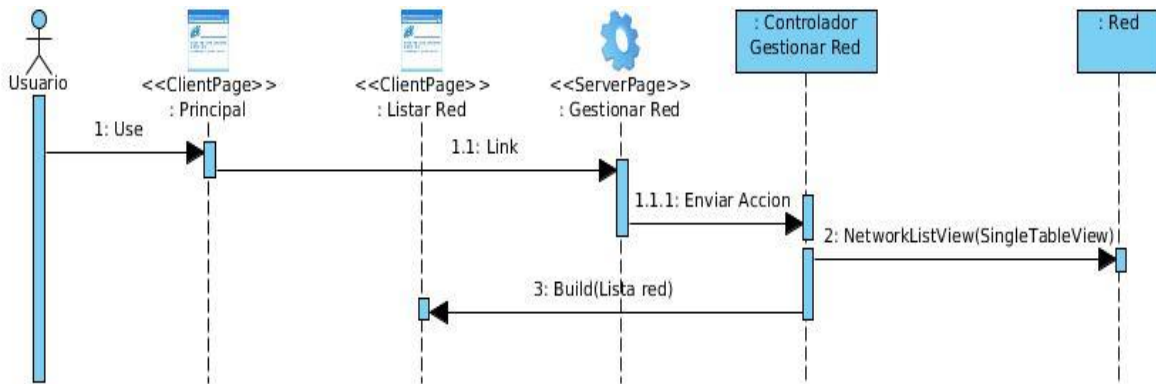 : Controlador
Gestionar Red
: Red
Usuario
<<ClientPage>>
: Principal
<<ClientPage>>
: Listar Red
<<ServerPage>>
: Gestionar Red
1: Use
1.1: Link
1.1.1: Enviar Accion
2: NetworkListView(SingleTableView)
3: Build(Lista red)